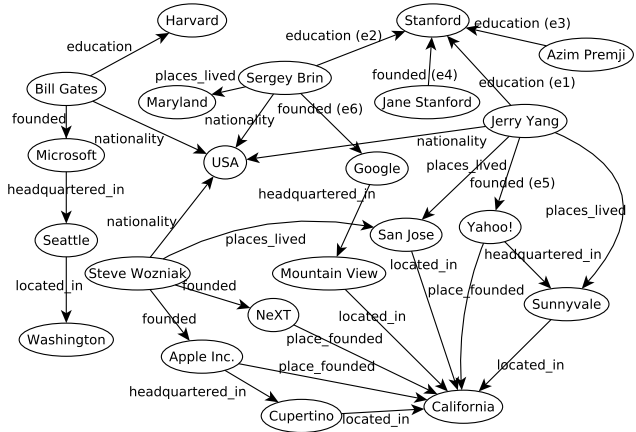 Harvard
Stanford
education (e3)
education
education (e2)
Azim Premji
places_lived
Sergey Brin
founded (e4)
education (e1)
Bill Gates
Maryland
Jane Stanford
founded
nationality
founded (e6)
Jerry Yang
nationality
nationality
Microsoft
USA
Google
places_lived
founded (e5)
headquartered_in
headquartered_in
places_lived
nationality
Seattle
places_lived
San Jose
Yahoo!
headquartered_in
located_in
Steve Wozniak
founded
Mountain View
located_in
place_founded
Sunnyvale
founded
NeXT
located_in
Washington
place_founded
Apple Inc.
place_founded
located_in
headquartered_in
Cupertino
located_in
California